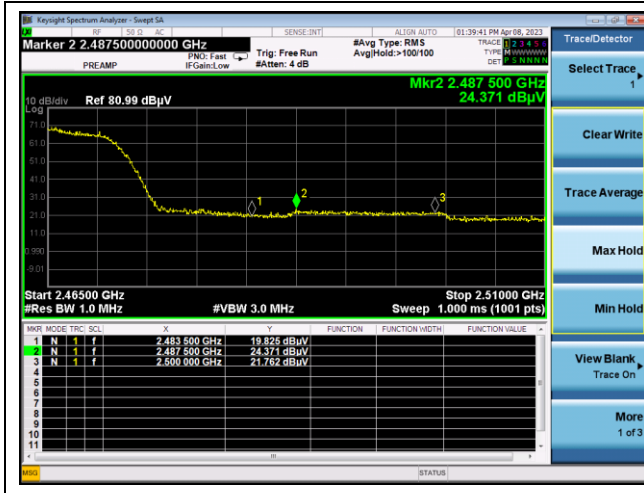 Keysight Spectrum Analyzer - Swept SA
RF 50 Ω AC SENSE:INT ALIGN AUTO 01:39:41 PM Apr 08, 2023
Marker 2 2.487500000000 GHz
PREAMP
PNO: Fast
IFGain:Low
Trig: Free Run
#Atten: 4 dB
#Avg Type: RMS
Avg|Hold:>100/100
TRACE 1 2 3 4 5 6
TYPE M
DET P S N N N N
Mkr2 2.487 500 GHz
24.371 dBµV
10 dB/div Ref 80.99 dBµV
Log
71.0
61.0
51.0
41.0
31.0
21.0
11.0
0.990
-9.01
1
2
3
Start 2.46500 GHz
Stop 2.51000 GHz
#Res BW 1.0 MHz #VBW 3.0 MHz Sweep 1.000 ms (1001 pts)
MKR MODE TRC SCL X Y FUNCTION FUNCTION WIDTH FUNCTION VALUE
1 N 1 f 2.483 500 GHz 19.825 dBµV
2 N 1 f 2.487 500 GHz 24.371 dBµV
3 N 1 f 2.500 000 GHz 21.762 dBµV
4
5
6
7
8
9
10
11
MSG STATUS
Trace/Detector
Select Trace
1
Clear Write
Trace Average
Max Hold
Min Hold
View Blank
Trace On
More
1 of 3